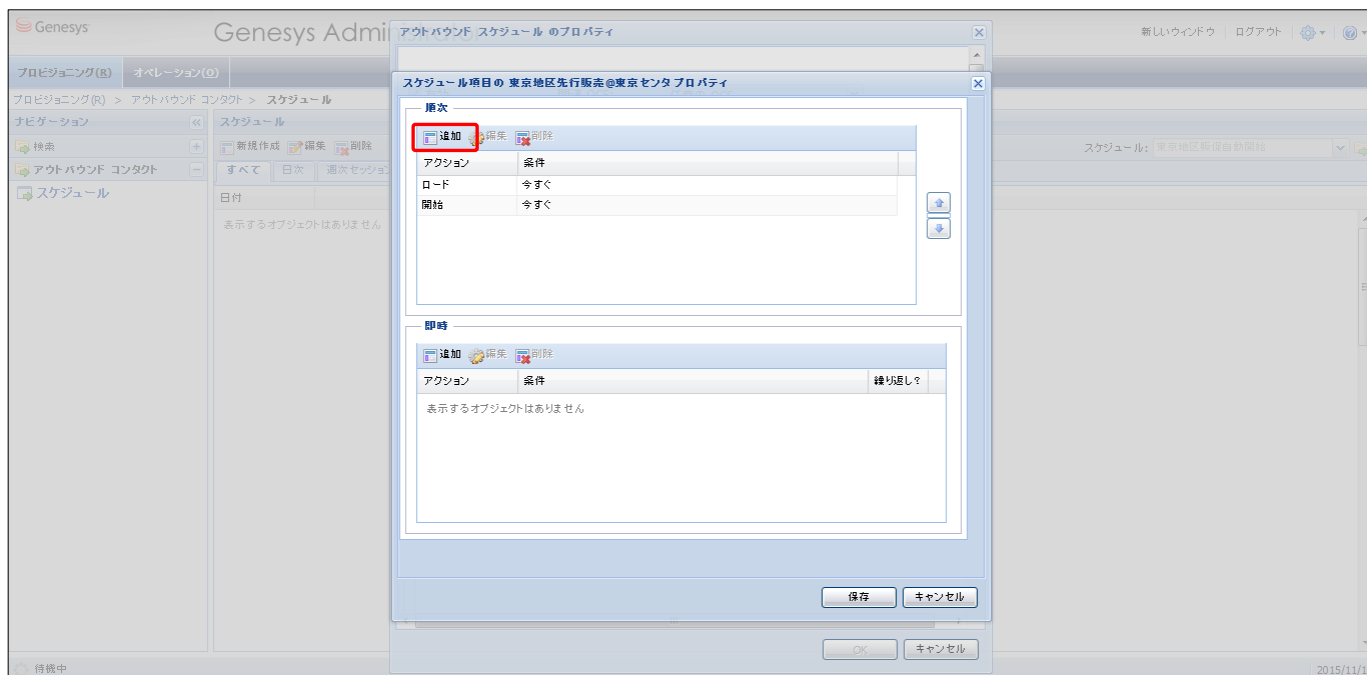 Genesys
Genesys Admi
新しいウィンドウ ログアウト
プロビジョニング(R) オペレーション(O)
プロビジョニング(R) > アウトバウンド コンタクト > スケジュール
ナビゲーション
検索
アウトバウンド コンタクト
スケジュール
スケジュール
新規作成 編集 削除
スケジュール: 東京地区
すべて 日次 週次セッション
日付
表示するオブジェクトはありません
アウトバウンド スケジュール のプロパティ
スケジュール項目の 東京地区先行販売@東京センタ プロパティ
順次
追加 編集 削除
アクション 条件
ロード 今すぐ
開始 今すぐ
即時
追加 編集 削除
アクション 条件 繰り返し?
表示するオブジェクトはありません
保存 キャンセル
OK キャンセル
待機中
2015/11/1